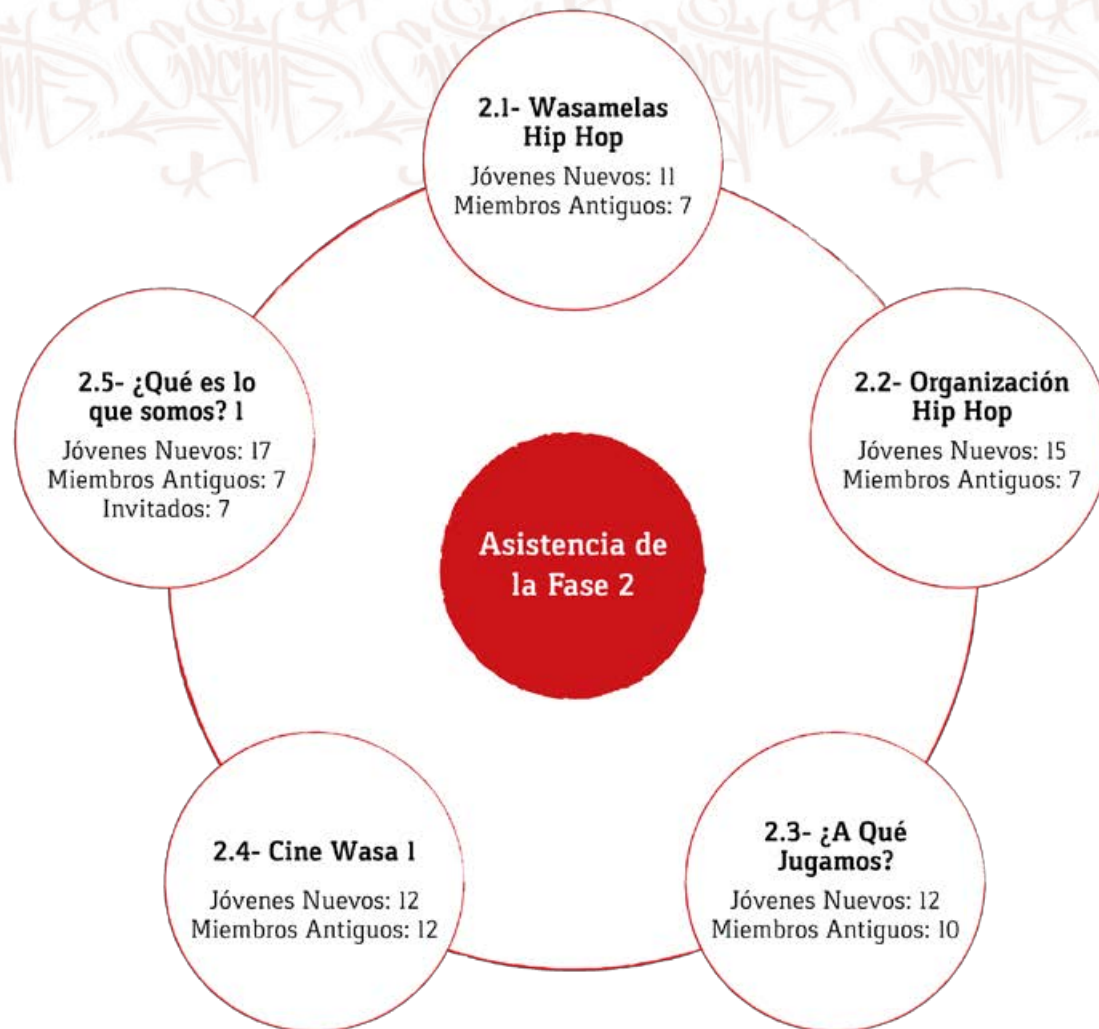 2.1- Wasamelas
Hip Hop
Jóvenes Nuevos: 11
Miembros Antiguos: 7
2.2- Organización
Hip Hop
Jóvenes Nuevos: 15
Miembros Antiguos: 7
2.3- ¿A Qué
Jugamos?
Jóvenes Nuevos: 12
Miembros Antiguos: 10
2.4- Cine Wasa 1
Jóvenes Nuevos: 12
Miembros Antiguos: 12
2.5- ¿Qué es lo
que somos? 1
Jóvenes Nuevos: 17
Miembros Antiguos: 7
Invitados: 7
Asistencia de
la Fase 2